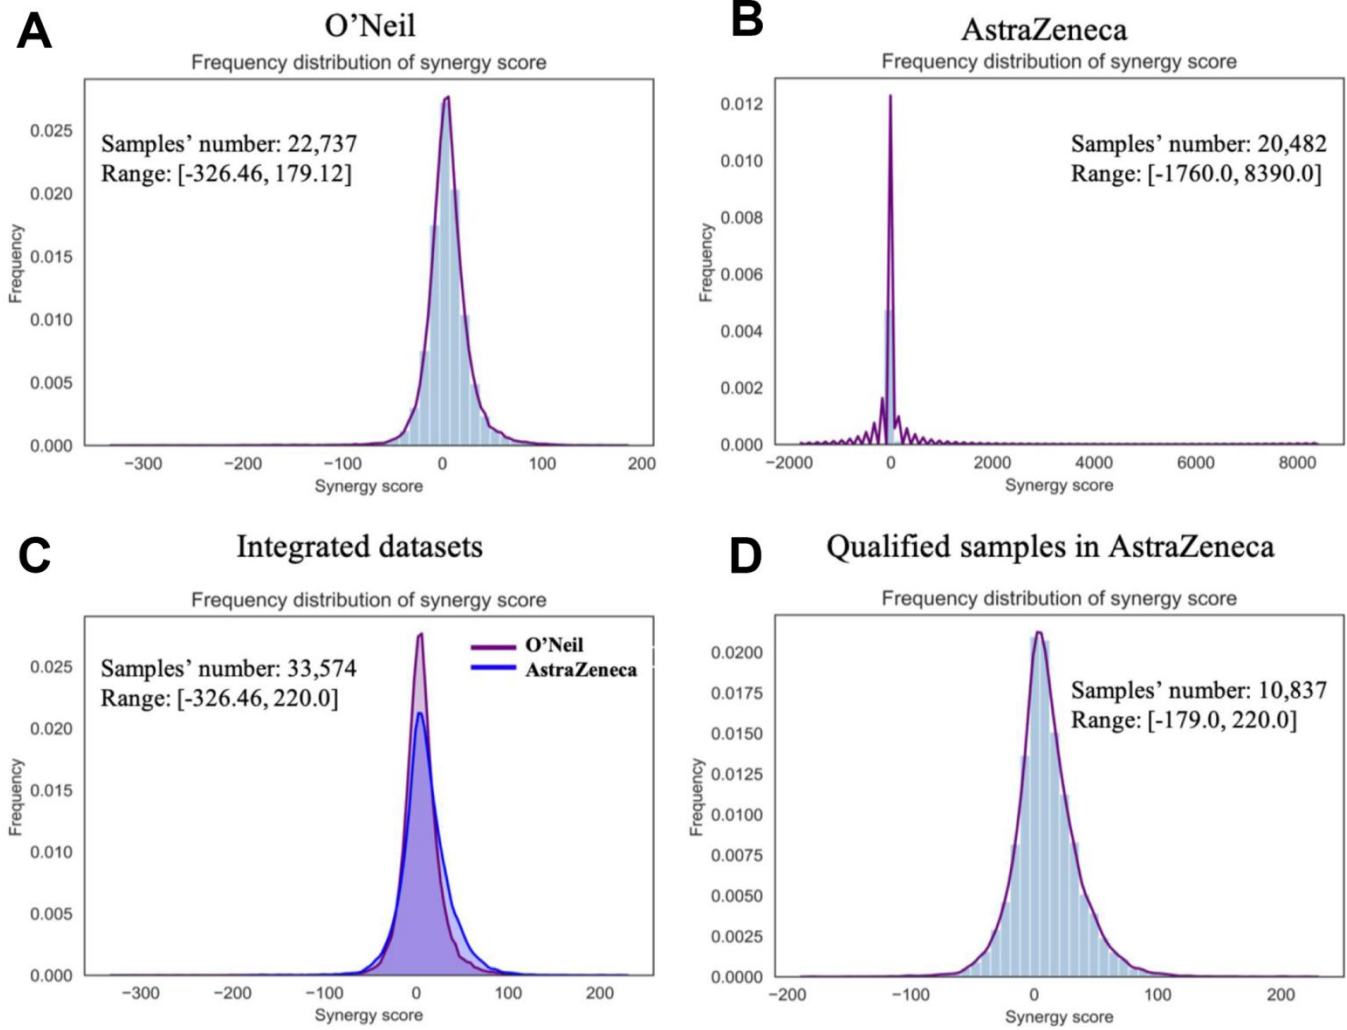 A
O’Neil
Frequency distribution of synergy score
Samples’ number: 22,737
Range: [-326.46, 179.12]
Frequency
0.025
0.020
0.015
0.010
0.005
0.000
−300
−200
−100
0
100
200
Synergy score
B
AstraZeneca
Frequency distribution of synergy score
Samples’ number: 20,482
Range: [-1760.0, 8390.0]
Frequency
0.012
0.010
0.008
0.006
0.004
0.002
0.000
−2000
0
2000
4000
6000
8000
Synergy score
C
Integrated datasets
Frequency distribution of synergy score
Samples’ number: 33,574
Range: [-326.46, 220.0]
O’Neil
AstraZeneca
Frequency
0.025
0.020
0.015
0.010
0.005
0.000
−300
−200
−100
0
100
200
Synergy score
D
Qualified samples in AstraZeneca
Frequency distribution of synergy score
Samples’ number: 10,837
Range: [-179.0, 220.0]
Frequency
0.0200
0.0175
0.0150
0.0125
0.0100
0.0075
0.0050
0.0025
0.0000
−200
−100
0
100
200
Synergy score